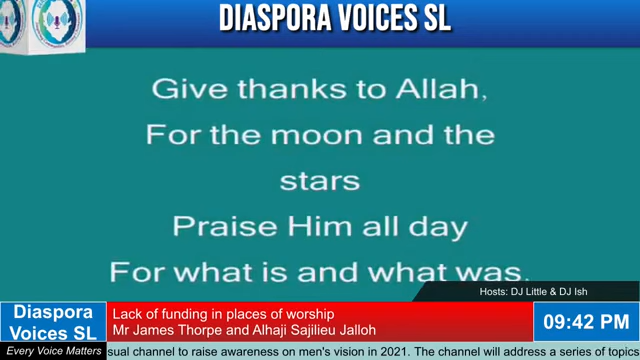 DIASPORA VOICES SL
Give thanks to Allah,
For the moon and the
stars
Praise Him all day
For what is and what was.
Hosts: DJ Little & DJ Ish
Diaspora
Voices SL
Lack of funding in places of worship
Mr James Thorpe and Alhaji Sajilieu Jalloh
09:42 PM
Every Voice Matters
sual channel to raise awareness on men's vision in 2021. The channel will address a series of topics